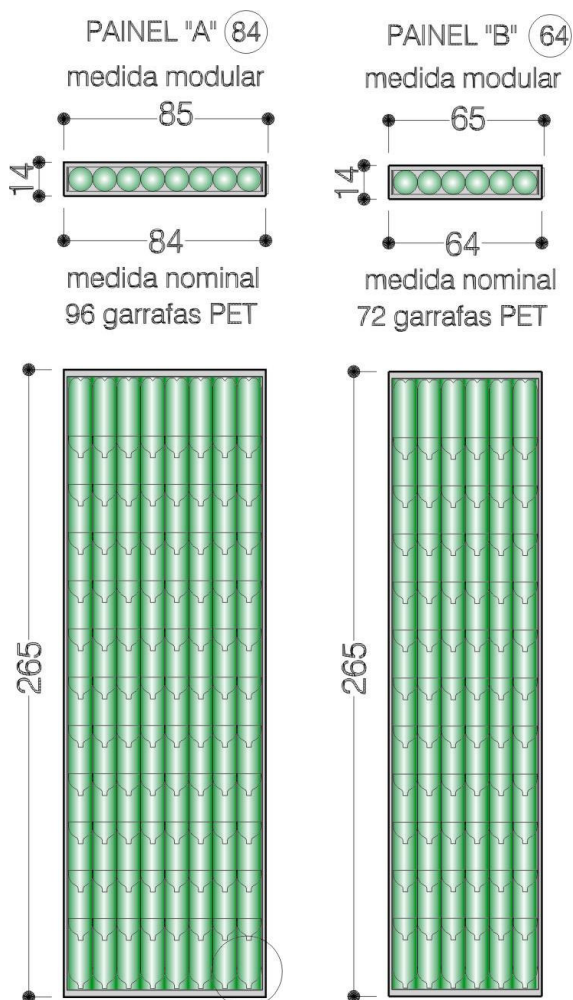 PAINEL "A" 84
medida modular
85
14
84
medida nominal
96 garrafas PET
265
PAINEL "B" 64
medida modular
65
14
64
medida nominal
72 garrafas PET
265